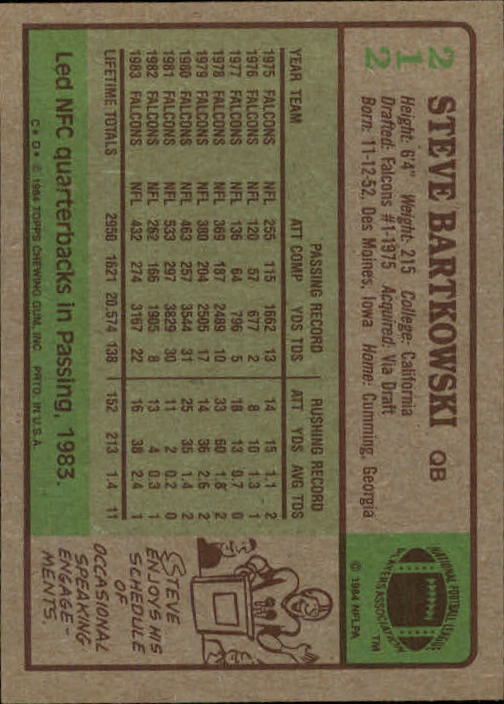 212
STEVE BARTKOWSKI QB
Height: 6'4" Weight: 215 College: California
Drafted: Falcons #1-1975 Acquired: Via Draft
Born: 11-12-52, Des Moines, Iowa Home: Cumming, Georgia
NATIONAL FOOTBALL LEAGUE
PLAYERS ASSOCIATION
TM
© 1984 NFLPA
PASSING RECORD RUSHING RECORD
YEAR TEAM ATT COMP YDS TDS ATT YDS AVG TDS
1975 FALCONS NFL 255 115 1662 13 14 15 1.1 2
1976 FALCONS NFL 120 57 677 2 8 10 1.3 1
1977 FALCONS NFL 136 64 796 5 18 13 0.7 0
1978 FALCONS NFL 369 187 2489 10 33 60 1.8 2
1979 FALCONS NFL 380 204 2505 17 14 36 2.6 2
1980 FALCONS NFL 463 257 3544 31 25 35 1.4 2
1981 FALCONS NFL 533 297 3829 30 11 2 0.2 0
1982 FALCONS NFL 262 166 1905 8 13 4 0.3 1
1983 FALCONS NFL 432 274 3167 22 16 38 2.4 1
LIFETIME TOTALS 2950 1621 20,574 138 152 213 1.4 11
STEVE
ENJOYS HIS
SCHEDULE
OF
OCCASIONAL
SPEAKING
ENGAGE-
MENTS
Led NFC quarterbacks in Passing, 1983.
C★D★ © 1984 TOPPS CHEWING GUM, INC. PRTD. IN U.S.A.